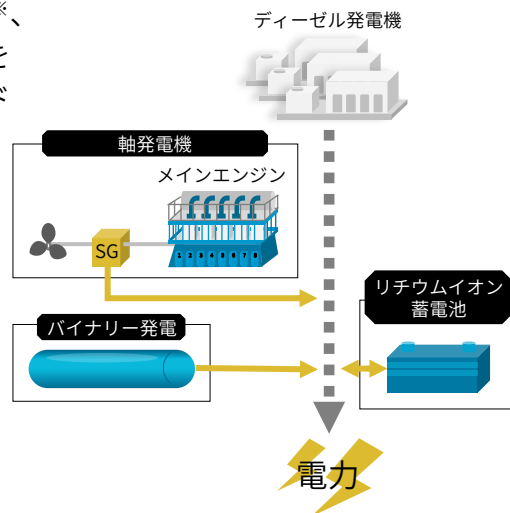 ※、
を
ド
ディーゼル発電機
軸発電機
メインエンジン
SG
1 2 3 4 5 6 7 8
リチウムイオン
蓄電池
バイナリー発電
電力